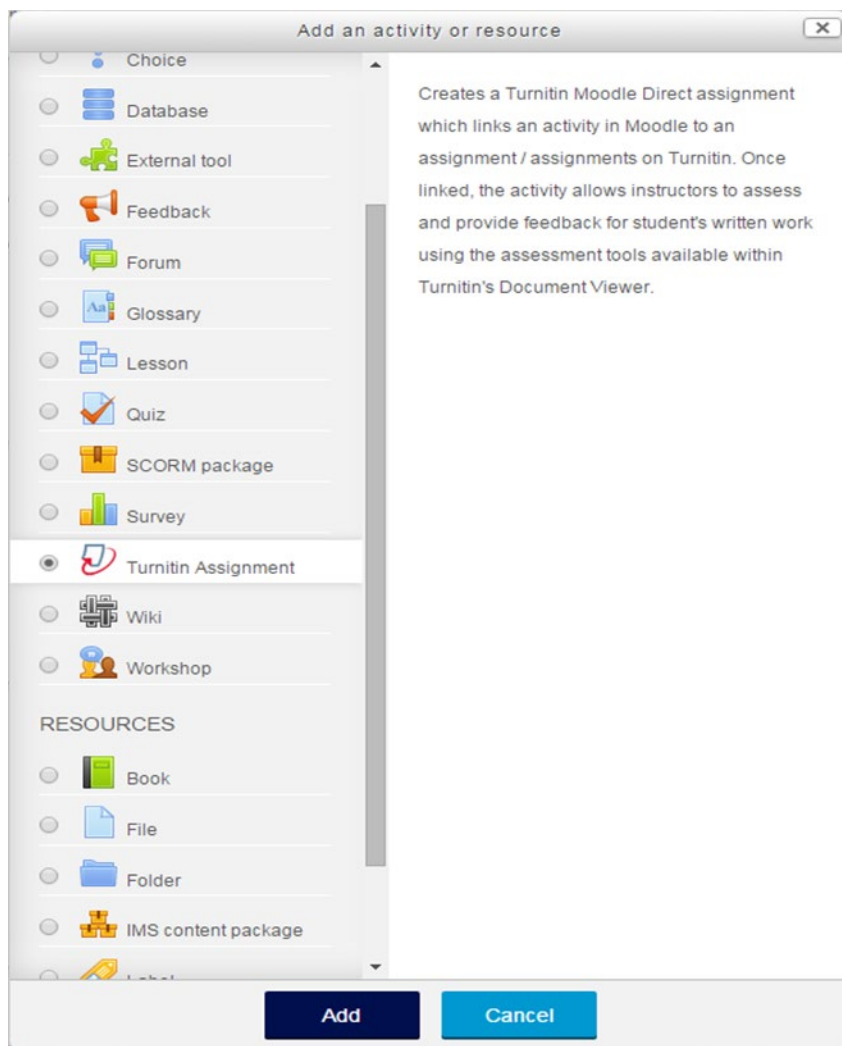 Add an activity or resource
Choice
Database
External tool
Feedback
Forum
Aa
Glossary
Lesson
Quiz
SCORM package
Survey
Turnitin Assignment
Wiki
Workshop
RESOURCES
Book
File
Folder
IMS content package
Label
Creates a Turnitin Moodle Direct assignment
which links an activity in Moodle to an
assignment / assignments on Turnitin. Once
linked, the activity allows instructors to assess
and provide feedback for student's written work
using the assessment tools available within
Turnitin's Document Viewer.
Add
Cancel